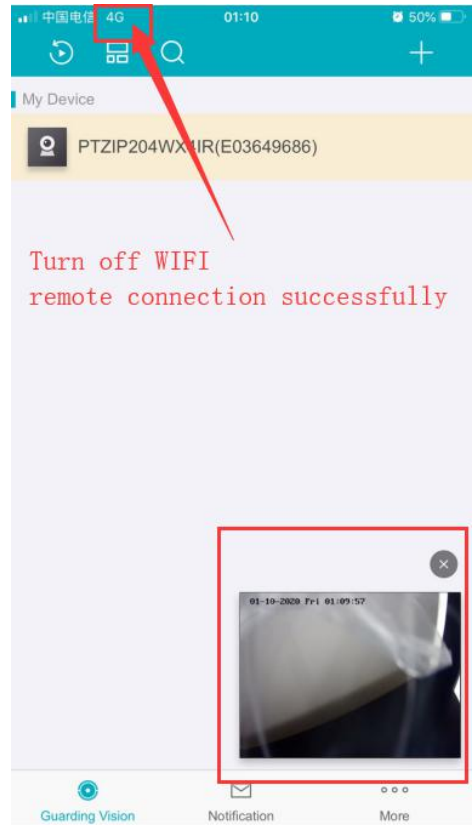 中国电信 4G 01:10 50%
My Device
PTZIP204WX4IR(E03649686)
Turn off WIFI
remote connection successfully
01-10-2020 Fri 01:09:57
Guarding Vision Notification More